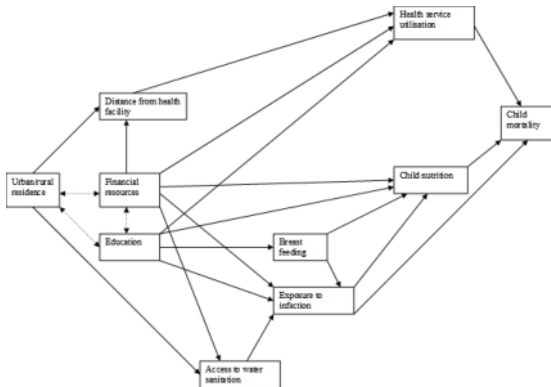 Health service
utilisation
Distance from health
facility
Child
mortality
Urban/rural
residence
Financial
resources
Child nutrition
Education
Breast
feeding
Exposure to
infection
Access to water
sanitation